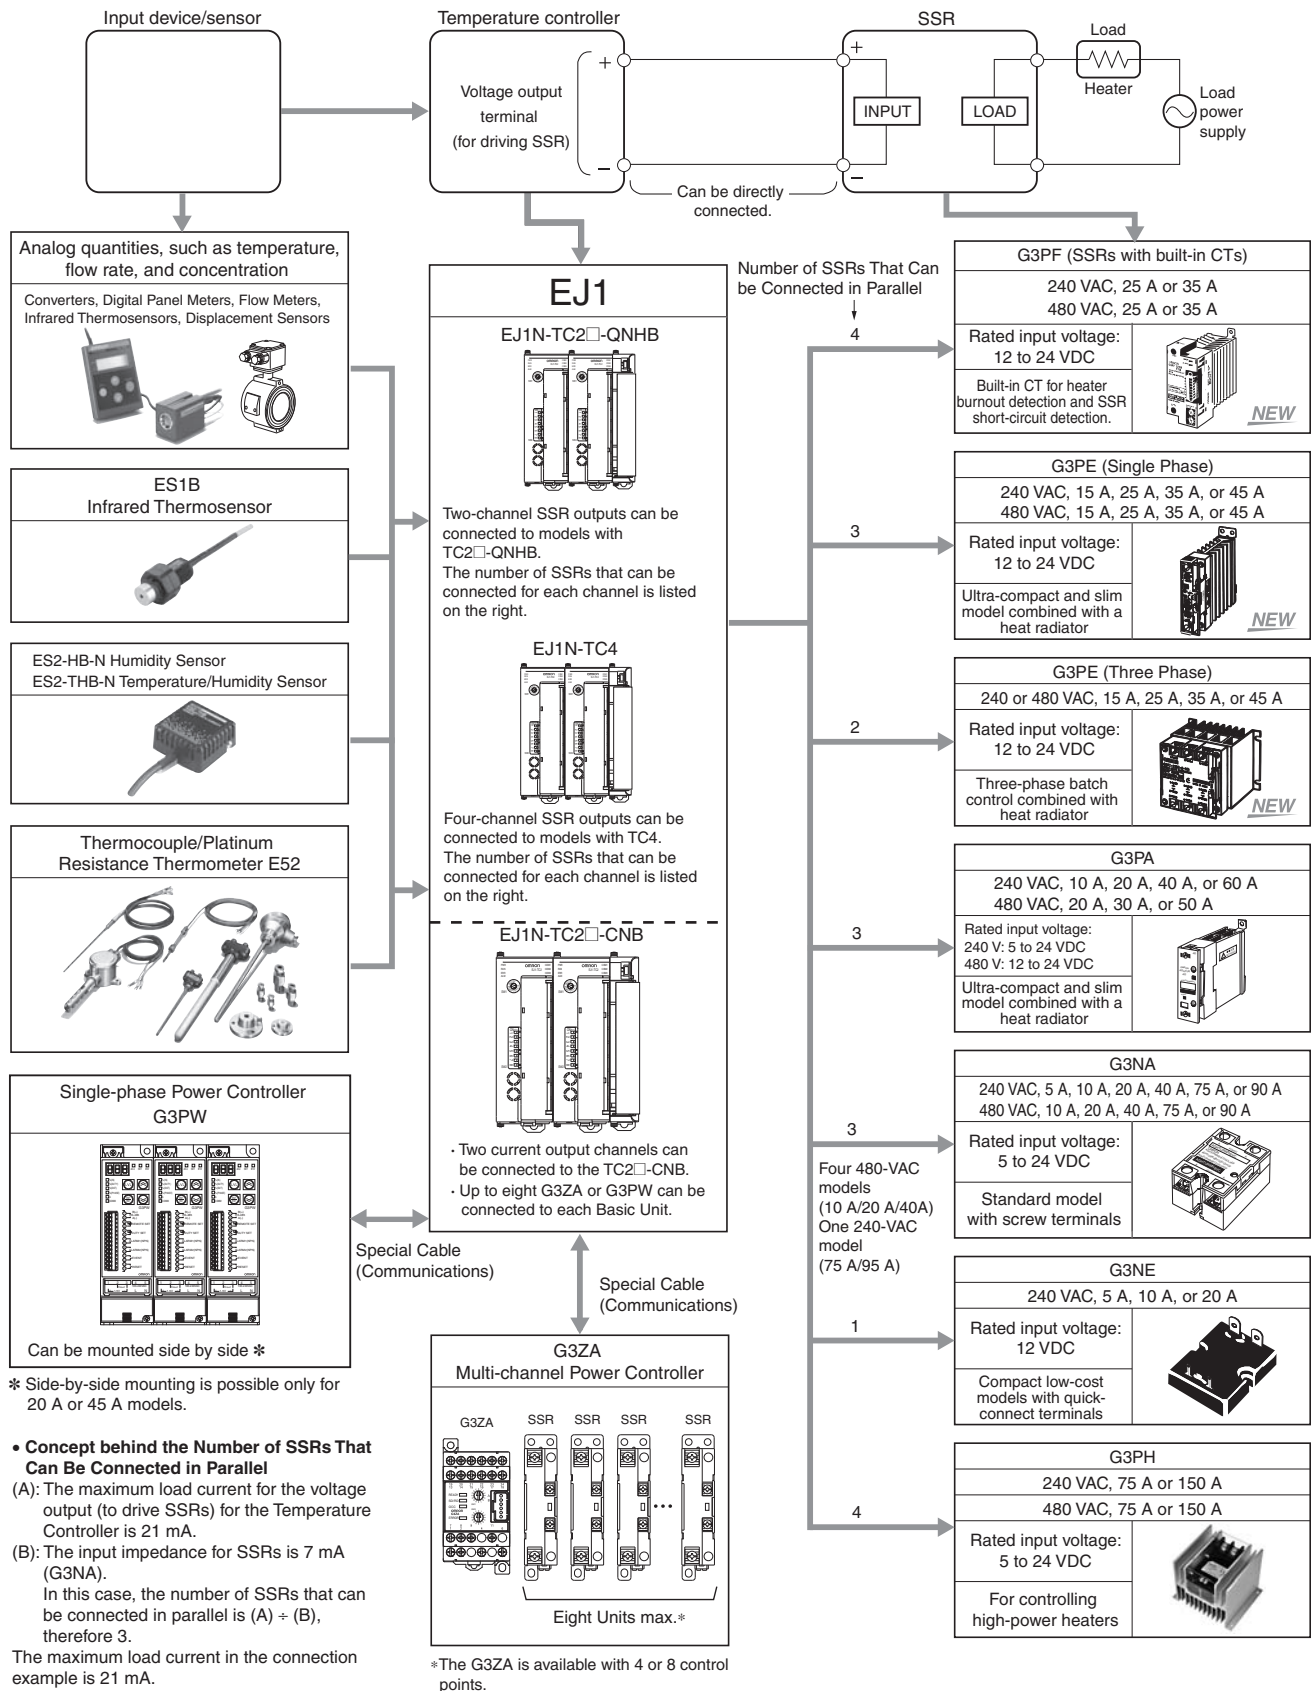 Input device/sensor
Temperature controller
SSR
Voltage output
terminal
(for driving SSR)
+
−
+
−
INPUT
LOAD
Load
Heater
Load
power
supply
Can be directly
connected.
Analog quantities, such as temperature,
flow rate, and concentration
Converters, Digital Panel Meters, Flow Meters,
Infrared Thermosensors, Displacement Sensors
ES1B
Infrared Thermosensor
ES2-HB-N Humidity Sensor
ES2-THB-N Temperature/Humidity Sensor
Thermocouple/Platinum
Resistance Thermometer E52
Single-phase Power Controller
G3PW
Can be mounted side by side ✻
✻ Side-by-side mounting is possible only for
20 A or 45 A models.
• Concept behind the Number of SSRs That
Can Be Connected in Parallel
(A): The maximum load current for the voltage
output (to drive SSRs) for the Temperature
Controller is 21 mA.
(B): The input impedance for SSRs is 7 mA
(G3NA).
In this case, the number of SSRs that can
be connected in parallel is (A) ÷ (B),
therefore 3.
The maximum load current in the connection
example is 21 mA.
EJ1
EJ1N-TC2□-QNHB
Two-channel SSR outputs can be
connected to models with
TC2□-QNHB.
The number of SSRs that can be
connected for each channel is listed
on the right.
EJ1N-TC4
Four-channel SSR outputs can be
connected to models with TC4.
The number of SSRs that can be
connected for each channel is listed
on the right.
EJ1N-TC2□-CNB
· Two current output channels can
be connected to the TC2□-CNB.
· Up to eight G3ZA or G3PW can be
connected to each Basic Unit.
Special Cable
(Communications)
Special Cable
(Communications)
G3ZA
Multi-channel Power Controller
G3ZA
SSR SSR SSR SSR
Eight Units max.*
*The G3ZA is available with 4 or 8 control
points.
Number of SSRs That Can
be Connected in Parallel
4
G3PF (SSRs with built-in CTs)
240 VAC, 25 A or 35 A
480 VAC, 25 A or 35 A
Rated input voltage:
12 to 24 VDC
Built-in CT for heater
burnout detection and SSR
short-circuit detection.
NEW
3
G3PE (Single Phase)
240 VAC, 15 A, 25 A, 35 A, or 45 A
480 VAC, 15 A, 25 A, 35 A, or 45 A
Rated input voltage:
12 to 24 VDC
Ultra-compact and slim
model combined with a
heat radiator
NEW
2
G3PE (Three Phase)
240 or 480 VAC, 15 A, 25 A, 35 A, or 45 A
Rated input voltage:
12 to 24 VDC
Three-phase batch
control combined with
heat radiator
NEW
3
G3PA
240 VAC, 10 A, 20 A, 40 A, or 60 A
480 VAC, 20 A, 30 A, or 50 A
Rated input voltage:
240 V: 5 to 24 VDC
480 V: 12 to 24 VDC
Ultra-compact and slim
model combined with a
heat radiator
3
Four 480-VAC
models
(10 A/20 A/40A)
One 240-VAC
model
(75 A/95 A)
G3NA
240 VAC, 5 A, 10 A, 20 A, 40 A, 75 A, or 90 A
480 VAC, 10 A, 20 A, 40 A, 75 A, or 90 A
Rated input voltage:
5 to 24 VDC
Standard model
with screw terminals
1
G3NE
240 VAC, 5 A, 10 A, or 20 A
Rated input voltage:
12 VDC
Compact low-cost
models with quick-
connect terminals
4
G3PH
240 VAC, 75 A or 150 A
480 VAC, 75 A or 150 A
Rated input voltage:
5 to 24 VDC
For controlling
high-power heaters